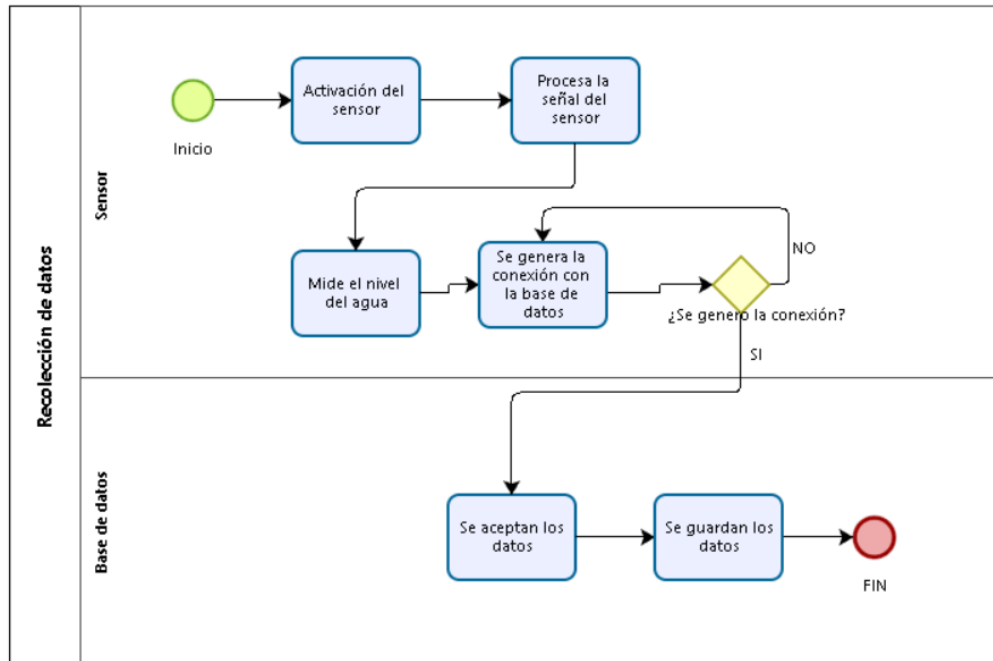 Recolección de datos
Sensor
Inicio
Activación del
sensor
Procesa la
señal del
sensor
Mide el nivel
del agua
Se genera la
conexión con
la base de
datos
NO
¿Se genero la conexión?
SI
Base de datos
Se aceptan los
datos
Se guardan los
datos
FIN